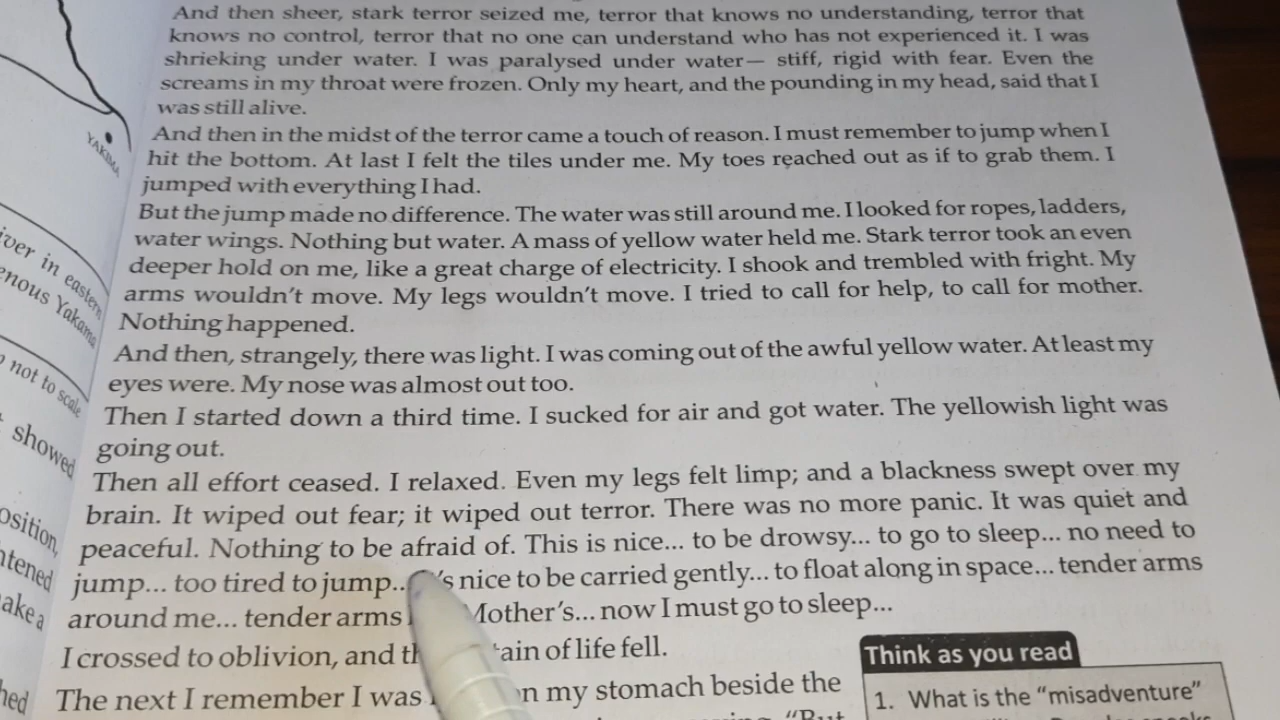 And then sheer, stark terror seized me, terror that knows no understanding, terror that
knows no control, terror that no one can understand who has not experienced it. I was
shrieking under water. I was paralysed under water— stiff, rigid with fear. Even the
screams in my throat were frozen. Only my heart, and the pounding in my head, said that I
was still alive.
And then in the midst of the terror came a touch of reason. I must remember to jump when I
hit the bottom. At last I felt the tiles under me. My toes reached out as if to grab them. I
jumped with everything I had.
But the jump made no difference. The water was still around me. I looked for ropes, ladders,
water wings. Nothing but water. A mass of yellow water held me. Stark terror took an even
deeper hold on me, like a great charge of electricity. I shook and trembled with fright. My
arms wouldn't move. My legs wouldn't move. I tried to call for help, to call for mother.
Nothing happened.
And then, strangely, there was light. I was coming out of the awful yellow water. At least my
eyes were. My nose was almost out too.
Then I started down a third time. I sucked for air and got water. The yellowish light was
going out.
Then all effort ceased. I relaxed. Even my legs felt limp; and a blackness swept over my
brain. It wiped out fear; it wiped out terror. There was no more panic. It was quiet and
peaceful. Nothing to be afraid of. This is nice... to be drowsy... to go to sleep... no need to
jump... too tired to jump... 's nice to be carried gently... to float along in space... tender arms
around me... tender arms Mother's... now I must go to sleep...
I crossed to oblivion, and of life fell.
The next I remember I was my stomach beside the
"But
Think as you read
1. What is the "misadventure"
YAKIMA
in eastern
Yakama
not to scale
showed